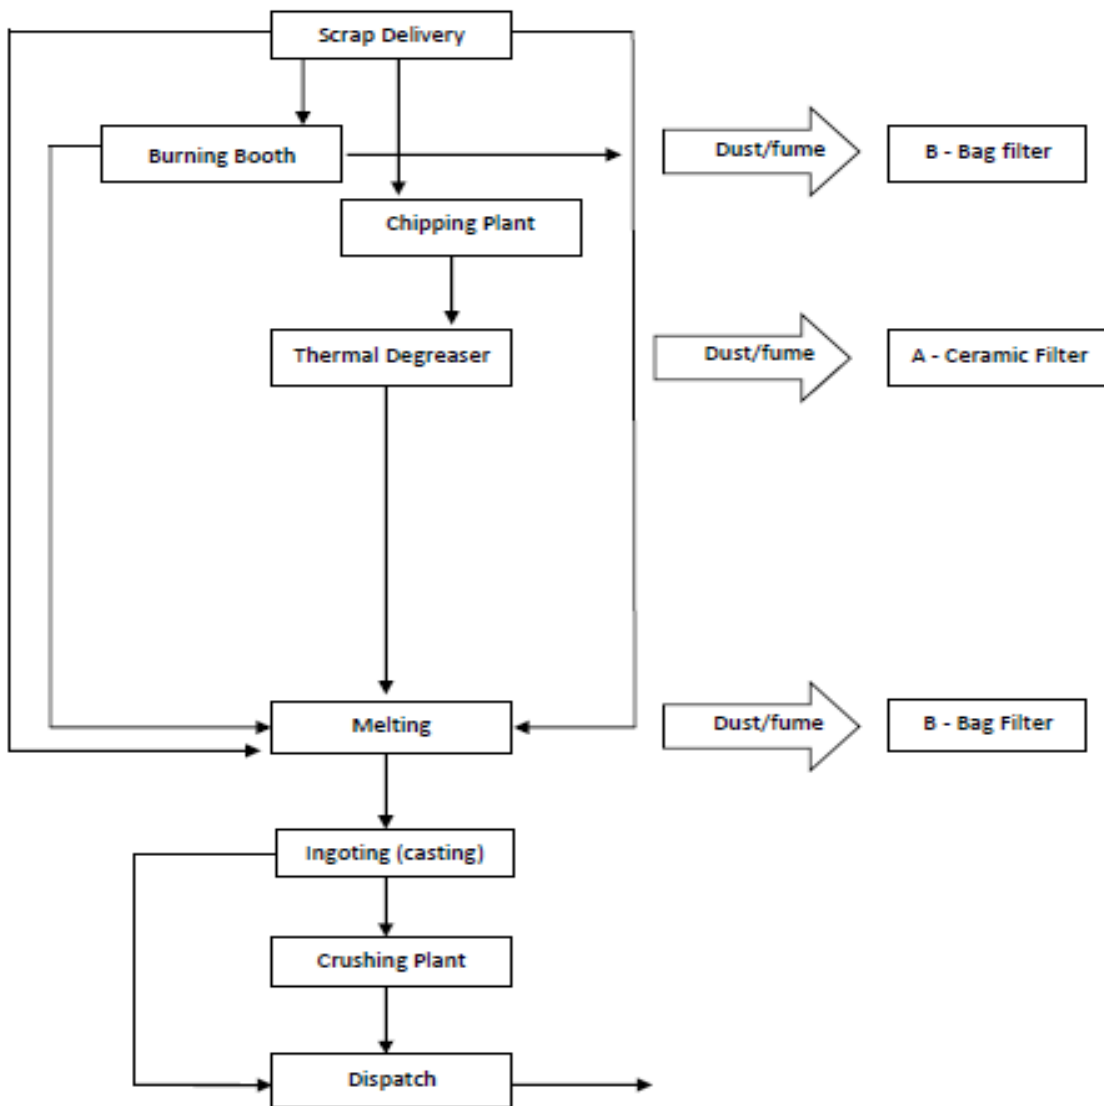 Scrap Delivery
Burning Booth
Dust/fume
B - Bag filter
Chipping Plant
Thermal Degreaser
Dust/fume
A - Ceramic Filter
Melting
Dust/fume
B - Bag Filter
Ingoting (casting)
Crushing Plant
Dispatch